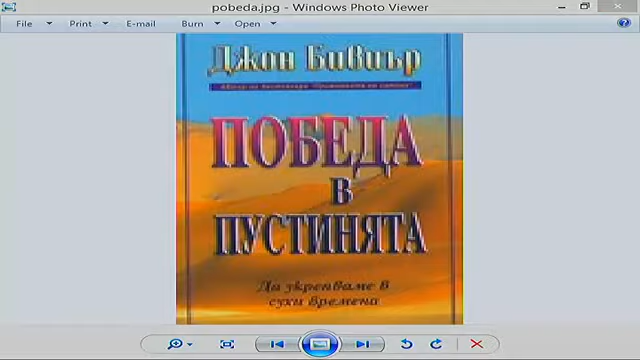 pobeda.jpg - Windows Photo Viewer
File Print E-mail Burn Open
Джон Бивиър
ПОБЕДА
В
ПУСТИНЯТА
Да укрепваме в
сухи времена